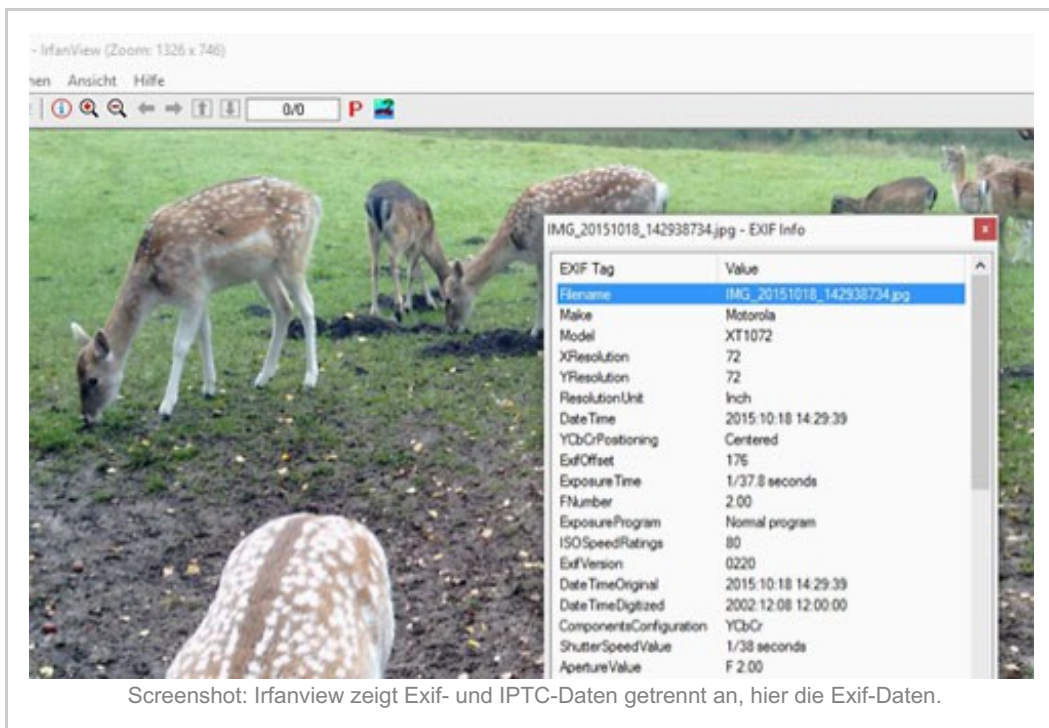 - IrfanView (Zoom: 1326 x 746)
nen Ansicht Hilfe
0/0 P
IMG_20151018_142938734.jpg - EXIF Info x
EXIF Tag Value
Filename IMG_20151018_142938734.jpg
Make Motorola
Model XT1072
XResolution 72
YResolution 72
ResolutionUnit Inch
DateTime 2015:10:18 14:29:39
YCbCrPositioning Centered
ExifOffset 176
ExposureTime 1/37.8 seconds
FNumber 2.00
ExposureProgram Normal program
ISOSpeedRatings 80
ExifVersion 0220
DateTimeOriginal 2015:10:18 14:29:39
DateTimeDigitized 2002:12:08 12:00:00
ComponentsConfiguration YCbCr
ShutterSpeedValue 1/38 seconds
ApertureValue F 2.00
Screenshot: Irfanview zeigt Exif- und IPTC-Daten getrennt an, hier die Exif-Daten.